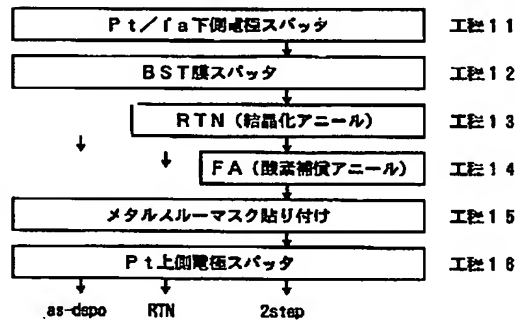 Pt/Ta下側電極スパッタ 工程11
BST膜スパッタ 工程12
RTN(結晶化アニール) 工程13
FA(酸素補償アニール) 工程14
メタルスルーマスク貼り付け 工程15
Pt上側電極スパッタ 工程16
as-depo RTN 2step